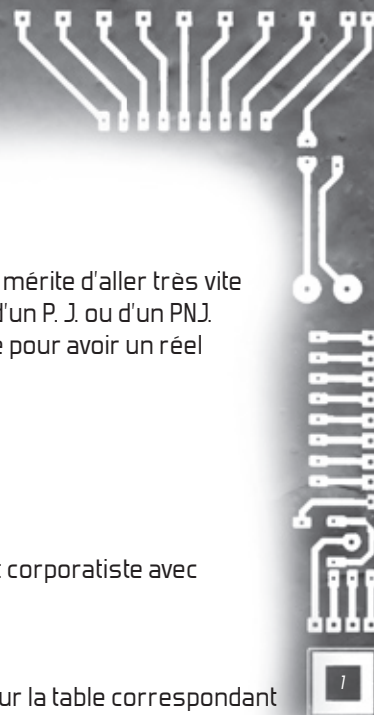 mérite d'aller très vite
d'un P. J. ou d'un PNJ.
pour avoir un réel
corporatiste avec
ur la table correspondant
1